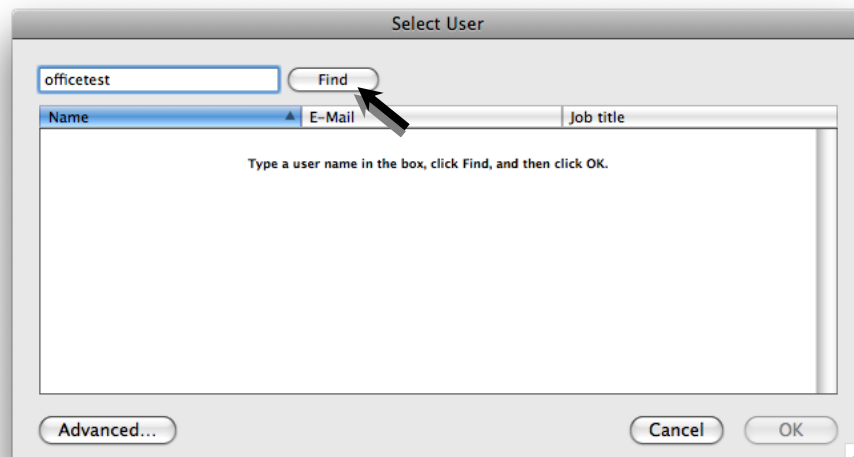 Select User
officetest Find
Name E-Mail Job title
Type a user name in the box, click Find, and then click OK.
Advanced... Cancel OK